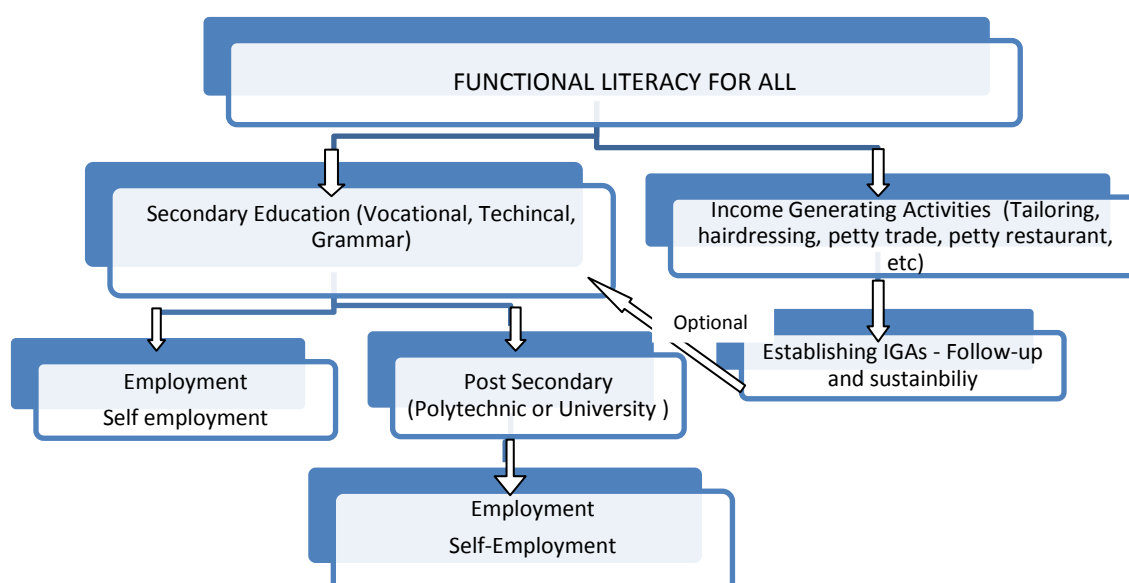 FUNCTIONAL LITERACY FOR ALL
Secondary Education (Vocational, Techincal,
Grammar)
Income Generating Activities (Tailoring,
hairdressing, petty trade, petty restaurant,
etc)
Optional
Employment
Self employment
Post Secondary
(Polytechnic or University )
Establishing IGAs - Follow-up
and sustainbiliy
Employment
Self-Employment